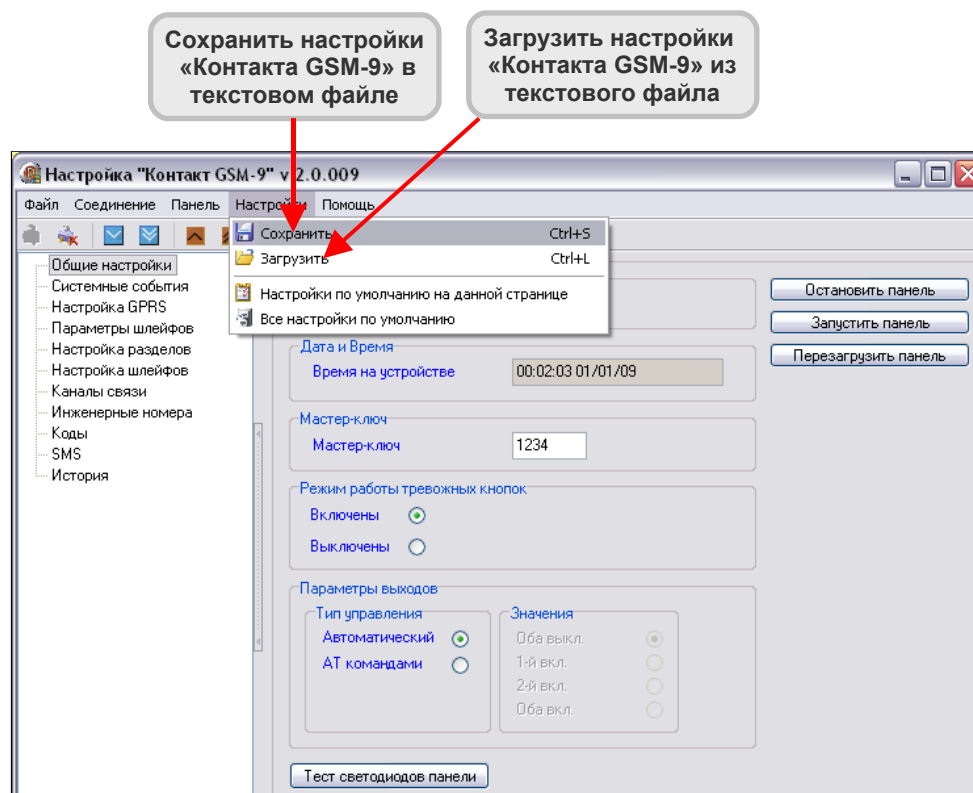 Сохранить настройки
«Контакта GSM-9» в
текстовом файле
Загрузить настройки
«Контакта GSM-9» из
текстового файла
Настройка "Контакт GSM-9" v 2.0.009
Файл Соединение Панель Настройки Помощь
Сохранить Ctrl+S
Загрузить Ctrl+L
Настройки по умолчанию на данной странице
Все настройки по умолчанию
Общие настройки
Системные события
Настройка GPRS
Параметры шлейфов
Настройка разделов
Настройка шлейфов
Каналы связи
Инженерные номера
Коды
SMS
История
Дата и Время
Время на устройстве 00:02:03 01/01/09
Мастер-ключ
Мастер-ключ 1234
Режим работы тревожных кнопок
Включены
Выключены
Параметры выходов
Тип управления
Автоматический
АТ командами
Значения
Оба выкл.
1-й вкл.
2-й вкл.
Оба вкл.
Тест светодиодов панели
Остановить панель
Запустить панель
Перезагрузить панель